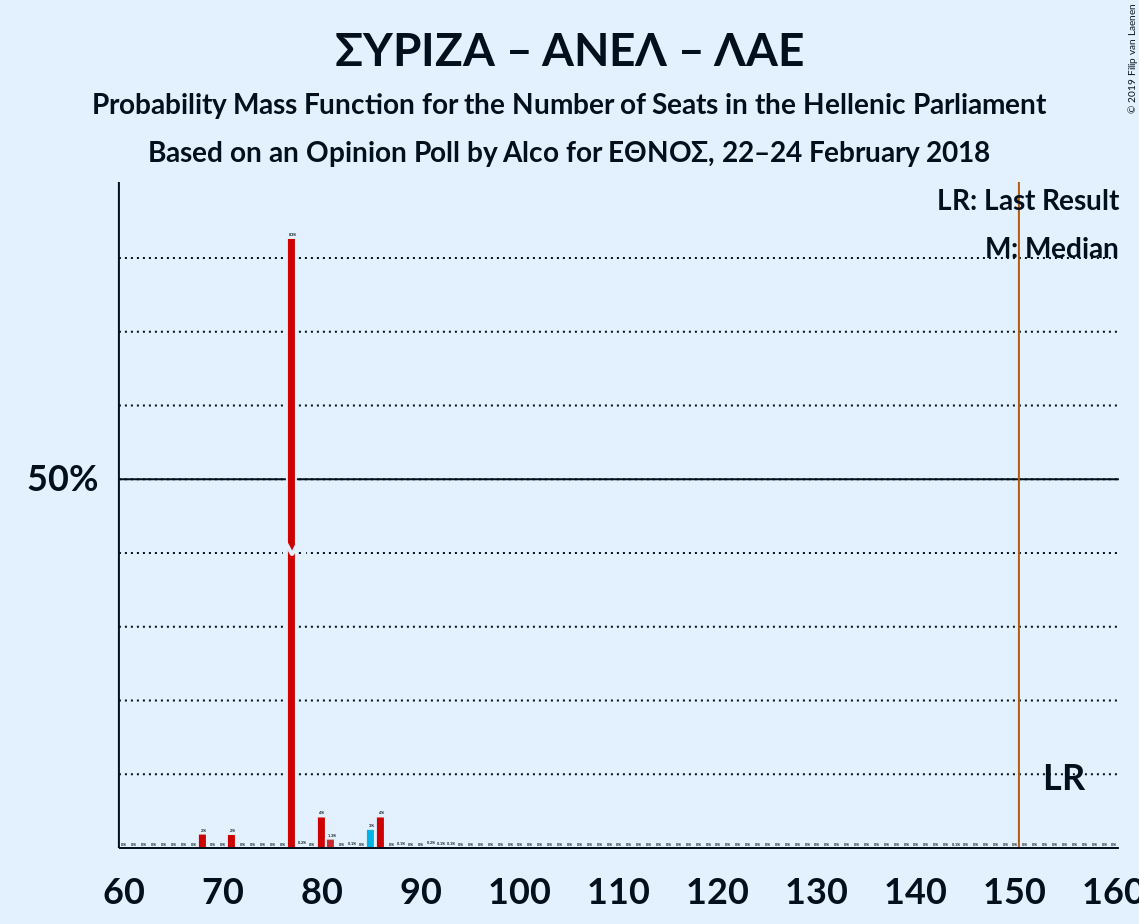 ΣΥΡΙΖΑ – ΑΝΕΛ – ΛΑΕ
Probability Mass Function for the Number of Seats in the Hellenic Parliament
Based on an Opinion Poll by Alco for ΕΘΝΟΣ, 22–24 February 2018
© 2019 Filip van Laenen
LR: Last Result
M: Median
50%
LR
60 70 80 90 100 110 120 130 140 150 160